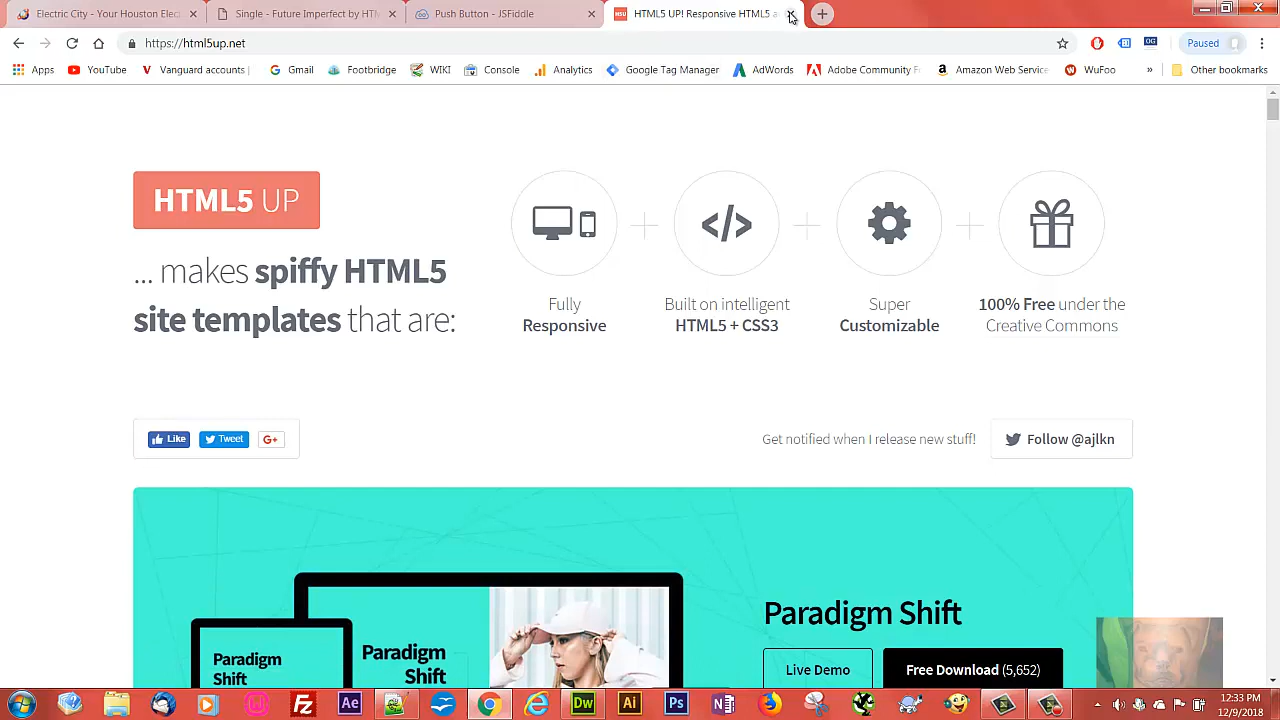 Electric City - Your Houston Elect
Single - Future Imperfect by HTM
Push Button - JSFiddle
HTML5 UP! Responsive HTML5 a
https://html5up.net
Paused
Apps
YouTube
Vanguard accounts |
Gmail
Footbridge
WIKI
Console
Analytics
Google Tag Manager
AdWords
Adobe Community F
Amazon Web Service
WuFoo
»
Other bookmarks
HTML5 UP
... makes spiffy HTML5
site templates that are:
Fully
Responsive
Built on intelligent
HTML5 + CSS3
Super
Customizable
100% Free under the
Creative Commons
Like
Tweet
G+
Get notified when I release new stuff!
Follow @ajlkn
Paradigm
Shift
Paradigm
Shift
Paradigm Shift
Live Demo
Free Download (5,652)
12:33 PM
12/9/2018